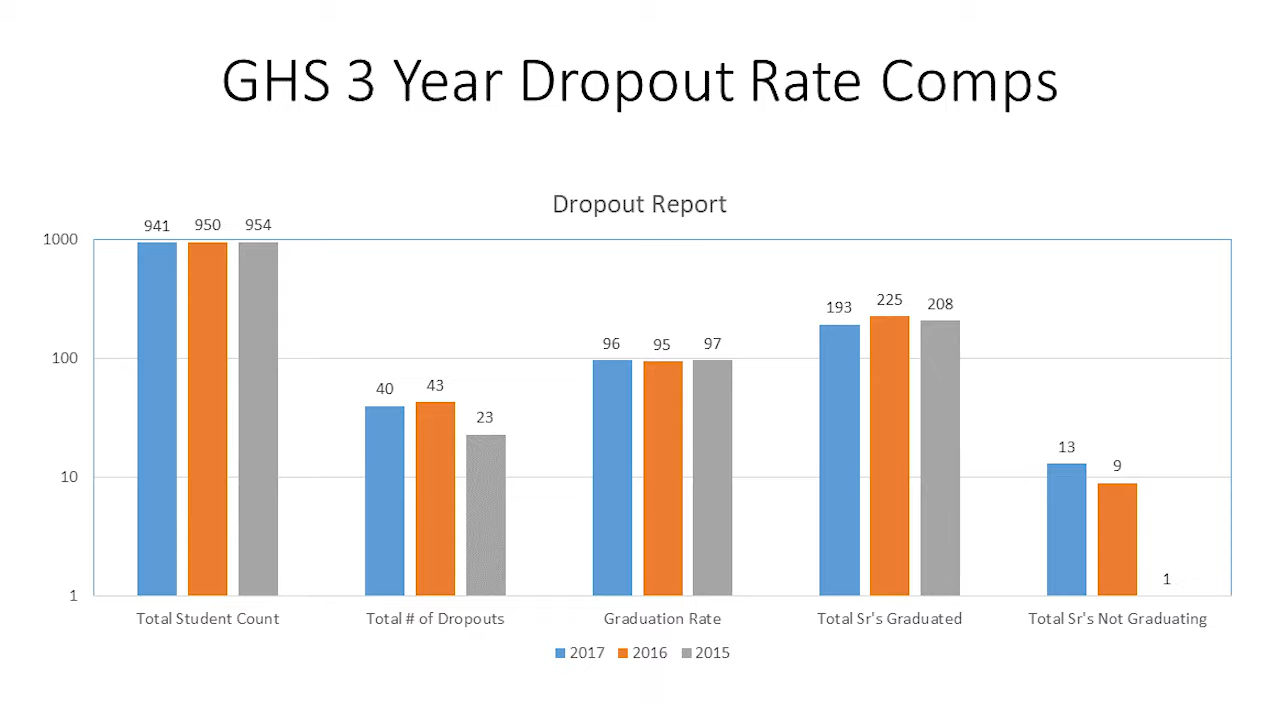 GHS 3 Year Dropout Rate Comps
Dropout Report
941 950 954
1000
193 225 208
96 95 97
100
40 43 23
13 9
10
1
1
Total Student Count Total # of Dropouts Graduation Rate Total Sr's Graduated Total Sr's Not Graduating
2017 2016 2015